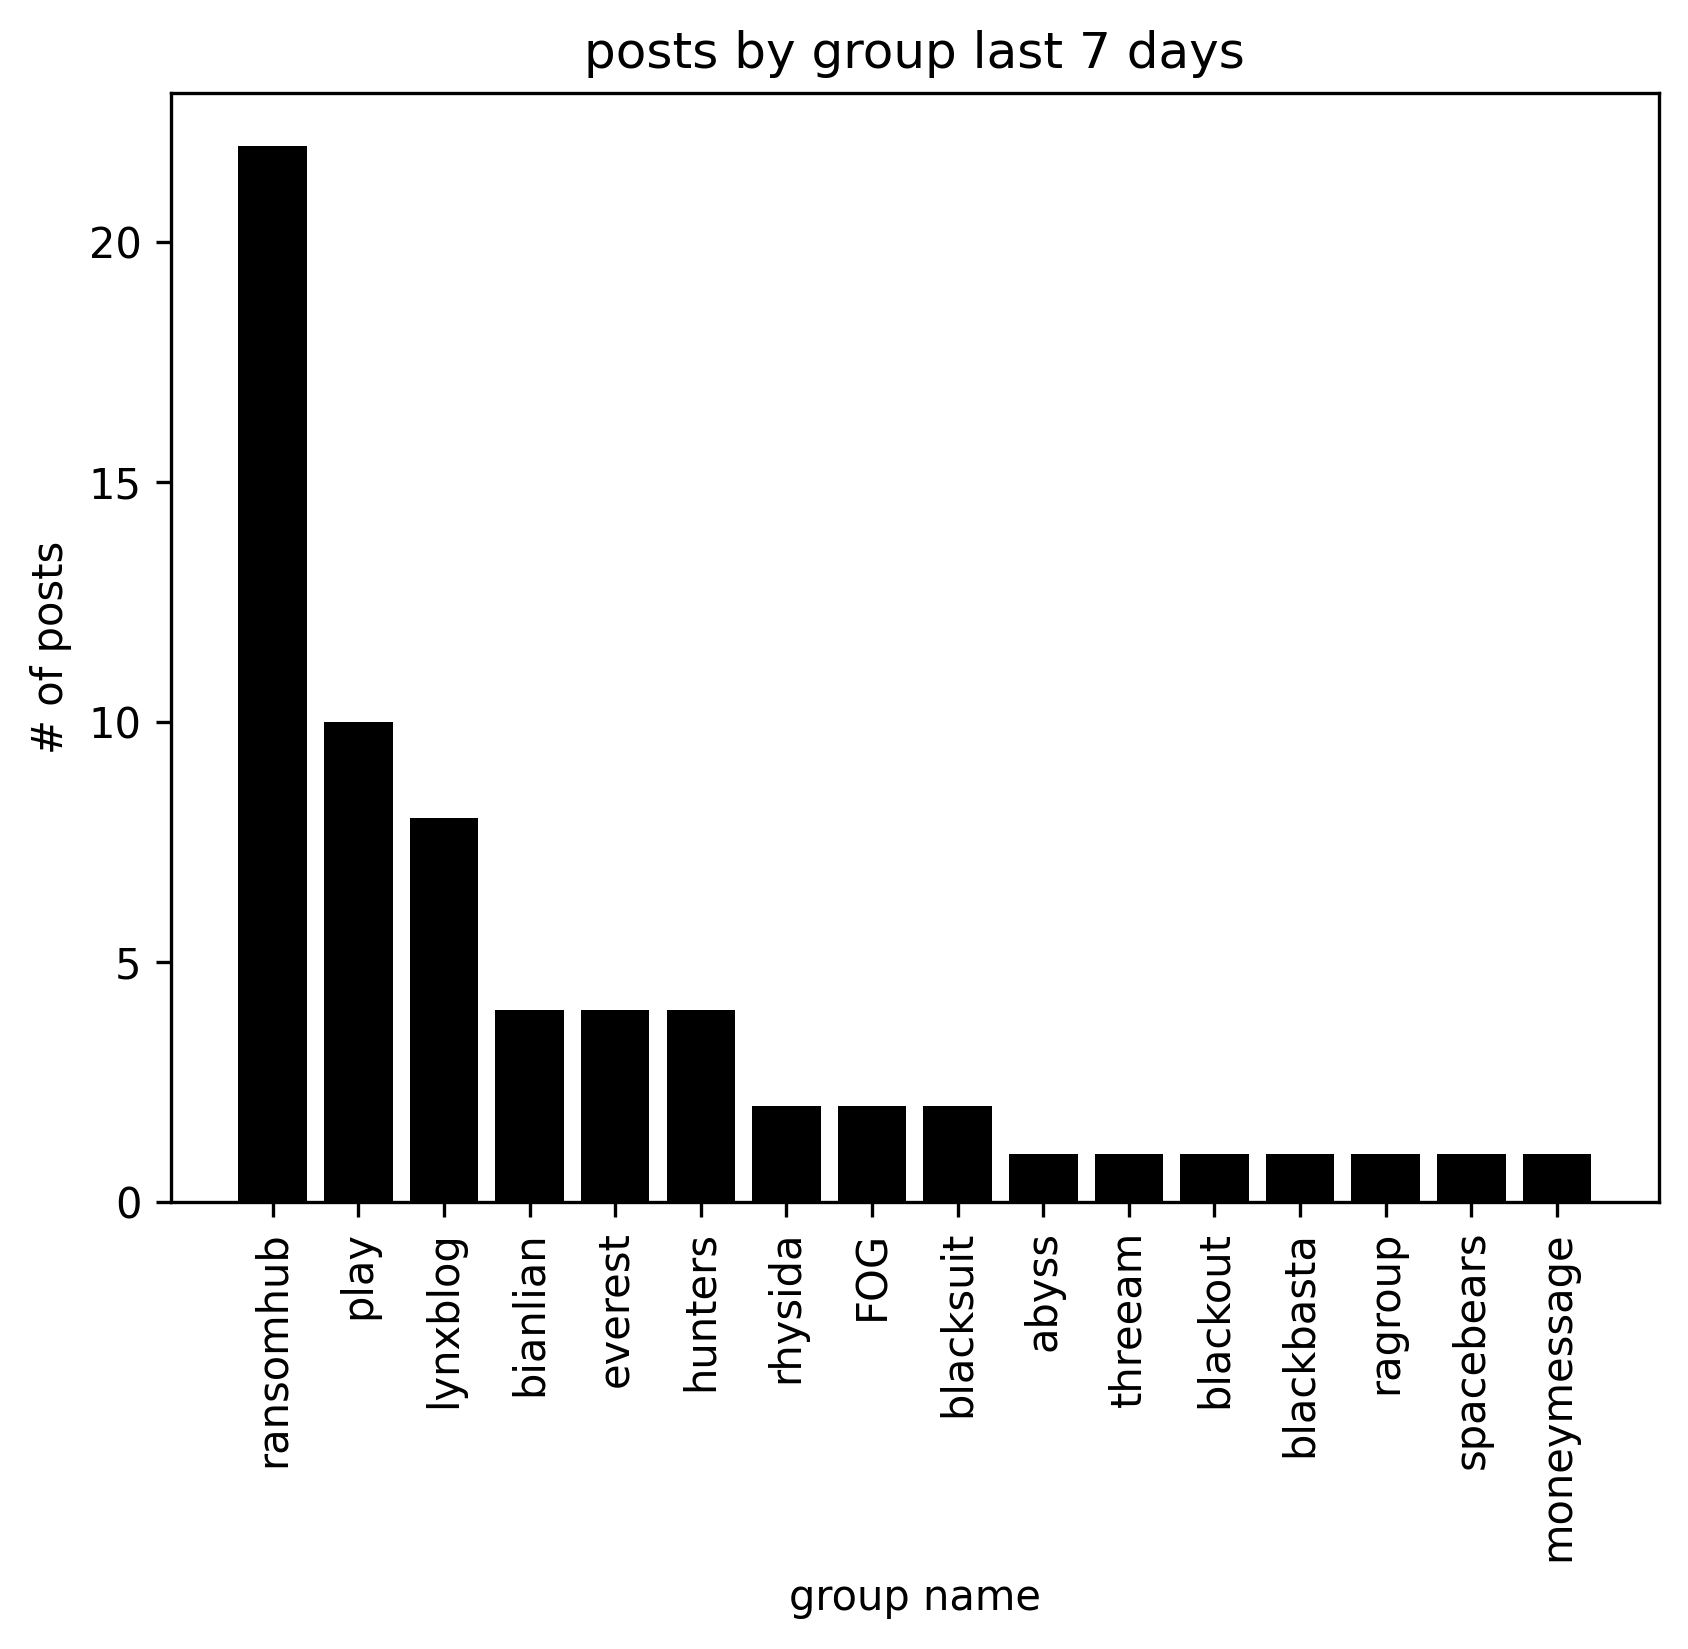 posts by group last 7 days
# of posts
20
15
10
5
0
ransomhub
play
lynxblog
bianlian
everest
hunters
rhysida
FOG
blacksuit
abyss
threeam
blackout
blackbasta
ragroup
spacebears
moneymessage
group name